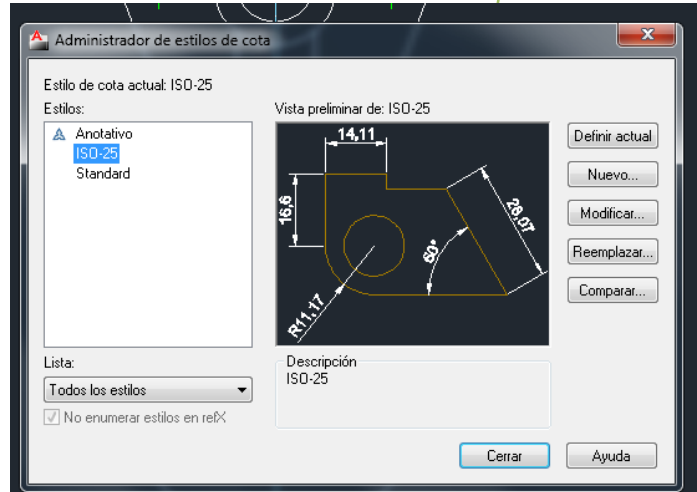 Administrador de estilos de cota
Estilo de cota actual: ISO-25
Estilos:
Anotativo
ISO-25
Standard
Vista preliminar de: ISO-25
14,11
16,6
28,07
60°
R11,17
Definir actual
Nuevo...
Modificar...
Reemplazar...
Comparar...
Lista:
Todos los estilos
No enumerar estilos en refX
Descripción
ISO-25
Cerrar
Ayuda